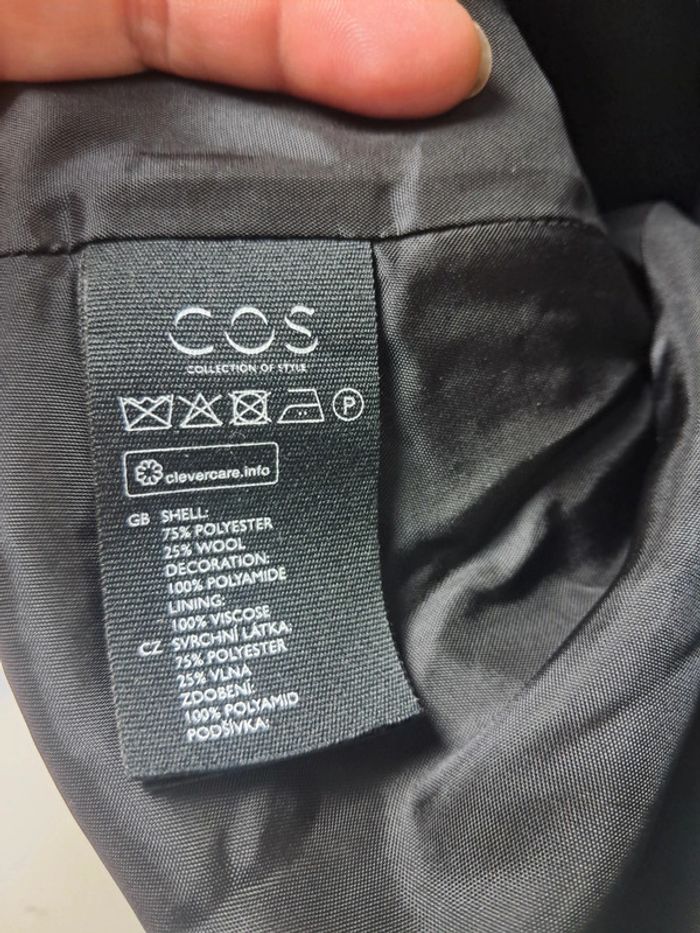 COS
COLLECTION OF STYLE
P
clevercare.info
GB SHELL:
75% POLYESTER
25% WOOL
DECORATION:
100% POLYAMIDE
LINING:
100% VISCOSE
CZ SVRCHNÍ LÁTKA:
75% POLYESTER
25% VLNA
ZDOBENÍ:
100% POLYAMID
PODŠÍVKA: